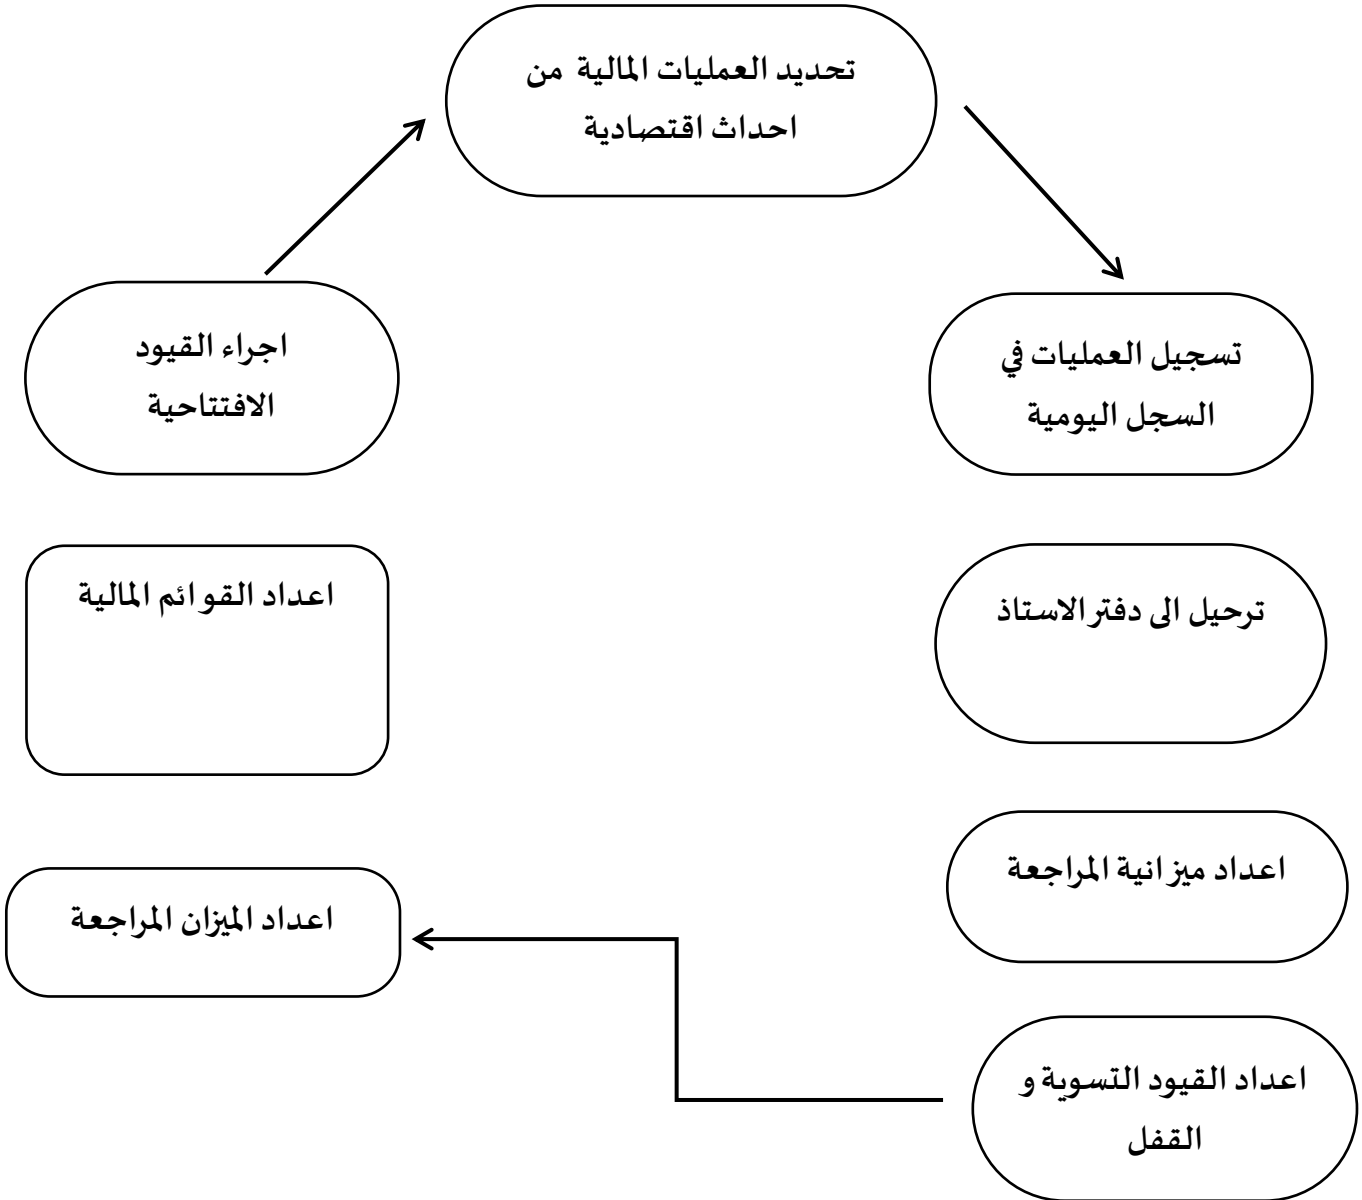 تحديد العمليات المالية من
احداث اقتصادية
اجراء القيود
الافتتاحية
تسجيل العمليات في
السجل اليومية
اعداد القوائم المالية
ترحيل الى دفتر الاستاذ
اعداد ميزانية المراجعة
اعداد الميزان المراجعة
اعداد القيود التسوية و
القفل